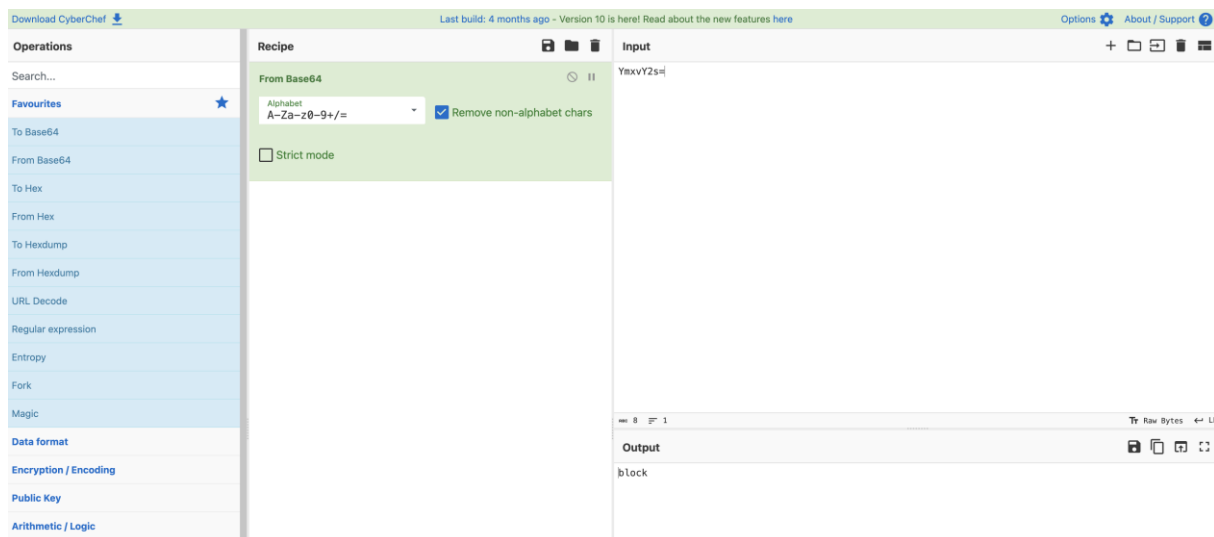 Download CyberChef
Last build: 4 months ago - Version 10 is here! Read about the new features here
Options
About / Support
Operations
Search...
Favourites
To Base64
From Base64
To Hex
From Hex
To Hexdump
From Hexdump
URL Decode
Regular expression
Entropy
Fork
Magic
Data format
Encryption / Encoding
Public Key
Arithmetic / Logic
Recipe
From Base64
Alphabet
A-Za-z0-9+/=
Remove non-alphabet chars
Strict mode
Input
YmxvY2s=
8 1
Raw Bytes
Output
block